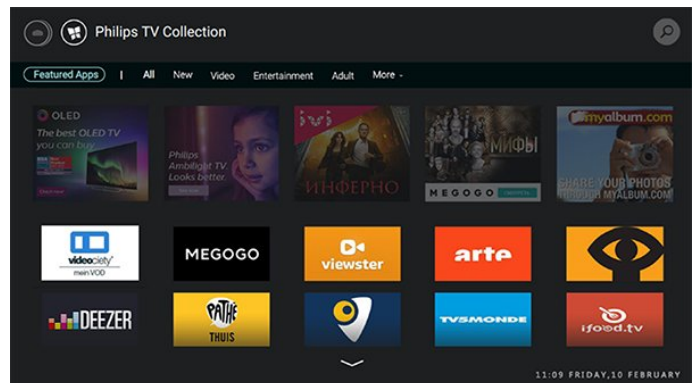 Philips TV Collection
Featured Apps | All New Video Entertainment Adult More
OLED
The best OLED TV
you can buy
Philips
Ambilight TV.
Looks better.
ivi
ИНФЕРНО
МИФЫ
MEGOGO
myalbum.com
SHARE YOUR PHOTOS
THROUGH MYALBUM.COM
videociety
mein VOD
MEGOGO
viewster
arte
DEEZER
PATHÉ
THUIS
TV5MONDE
ifood.tv
11:09 FRIDAY,10 FEBRUARY